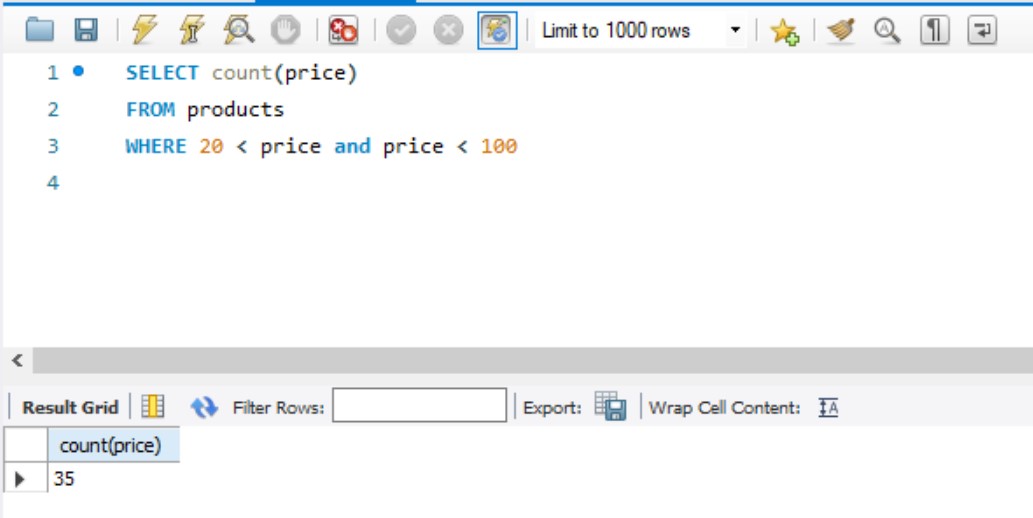 Limit to 1000 rows
1 SELECT count(price)
2 FROM products
3 WHERE 20 < price and price < 100
4
Result Grid Filter Rows: Export: Wrap Cell Content:
count(price)
35